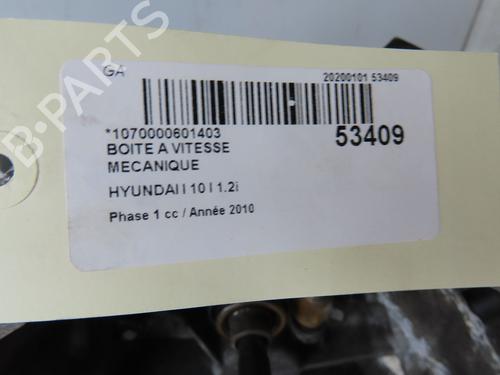 GA
20200101 53409
*1070000601403
53409
BOITE A VITESSE
MECANIQUE
HYUNDAI I 10 I 1.2i
Phase 1 cc / Année 2010
B-PARTS